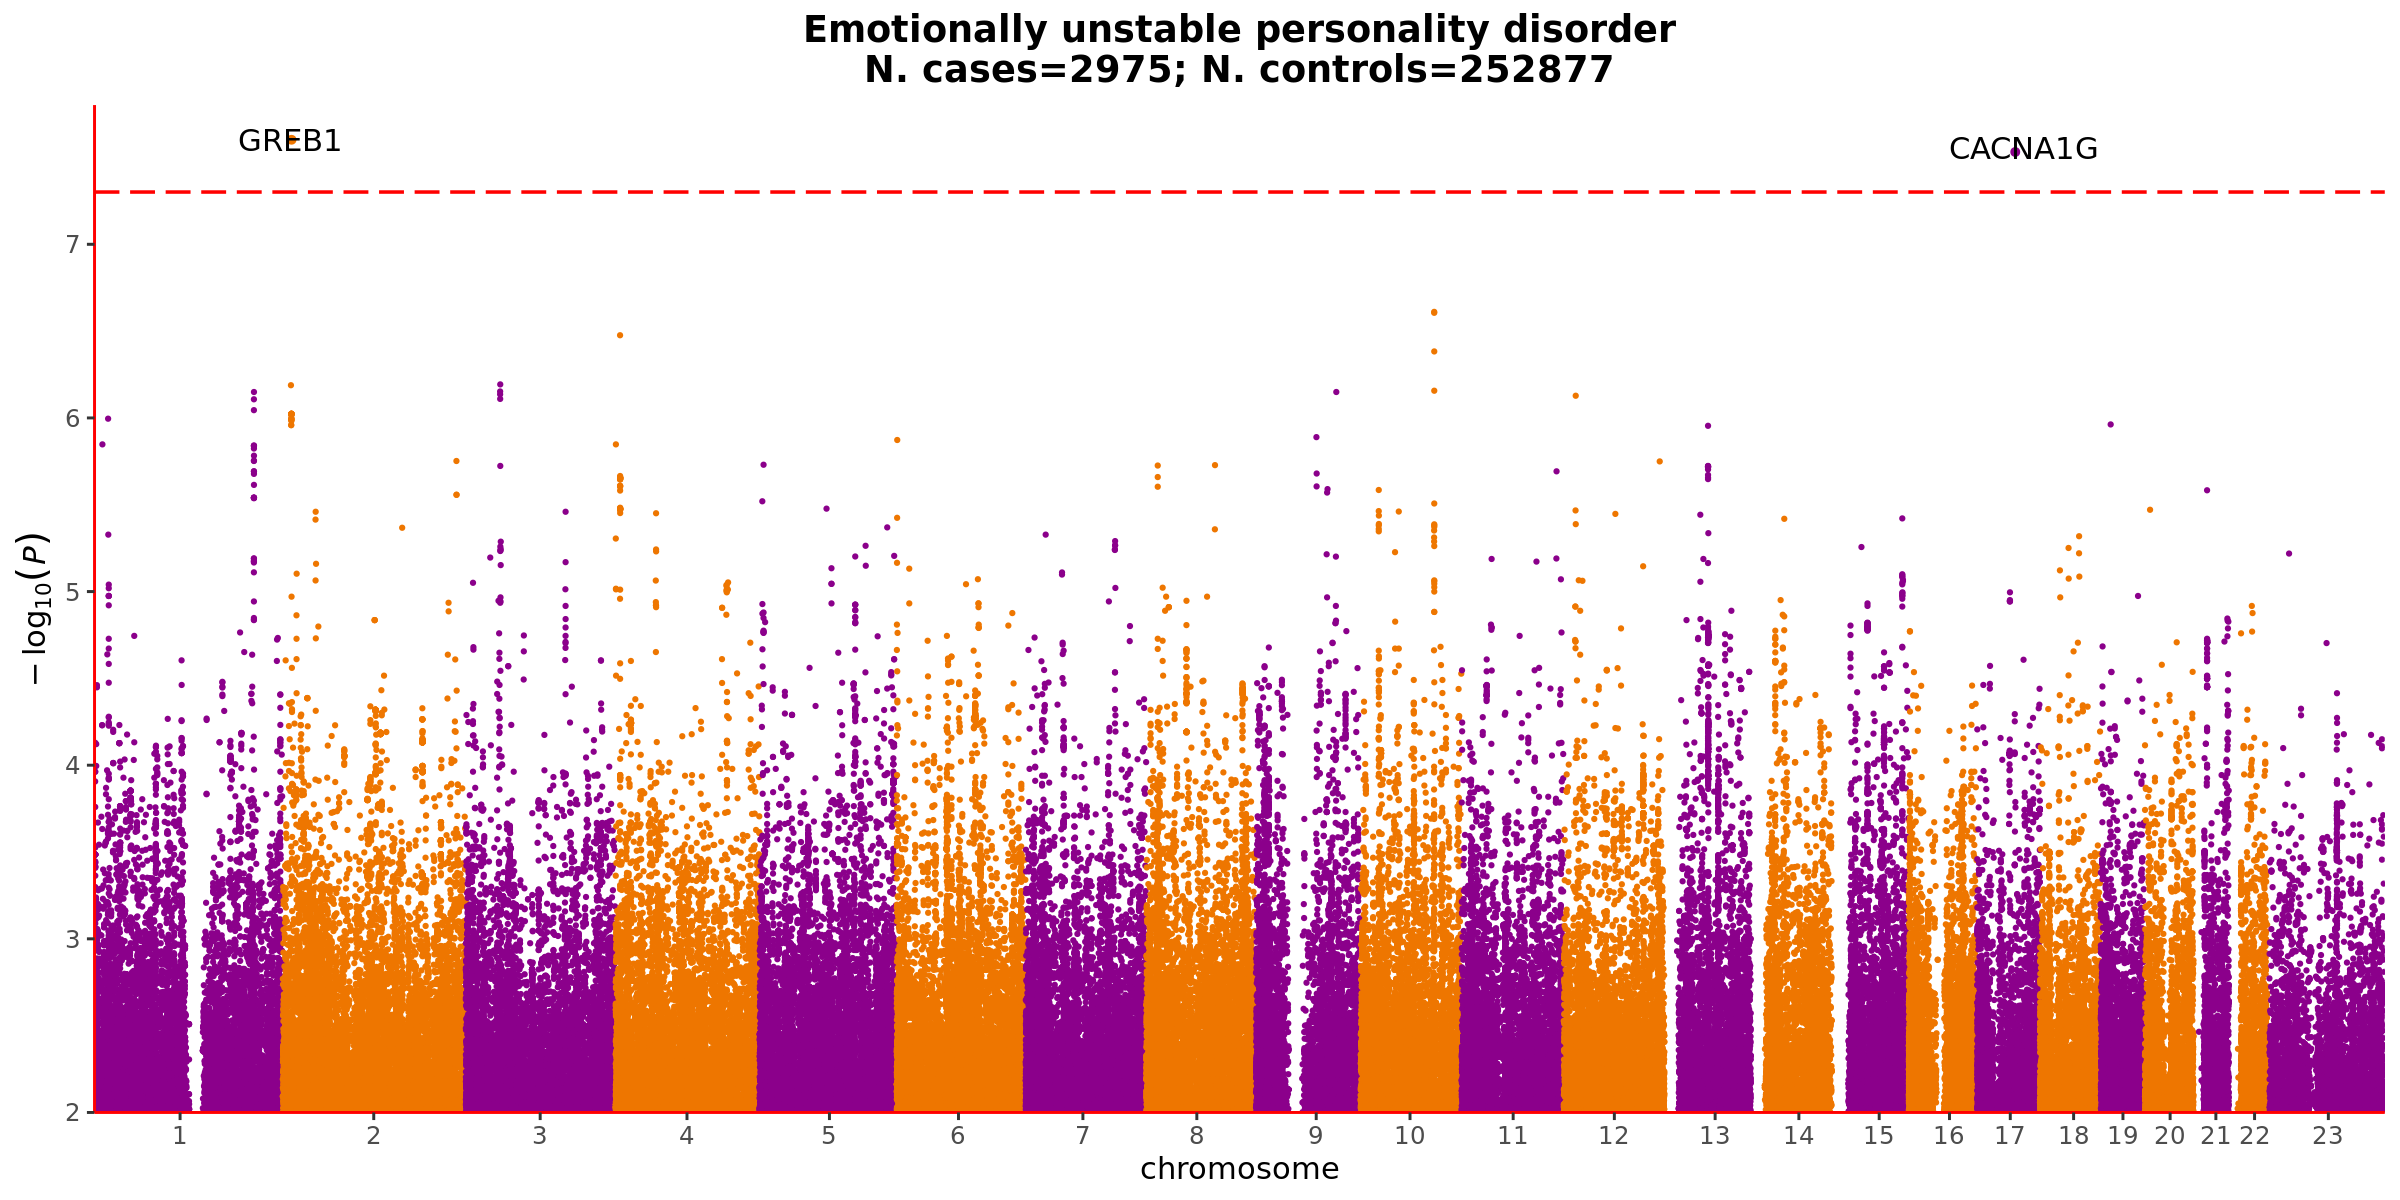 Emotionally unstable personality disorder
N. cases=2975; N. controls=252877
GREB1
CACNA1G
7
6
5
4
3
2
−log₁₀(P)
1 2 3 4 5 6 7 8 9 10 11 12 13 14 15 16 17 18 19 20 21 22 23
chromosome